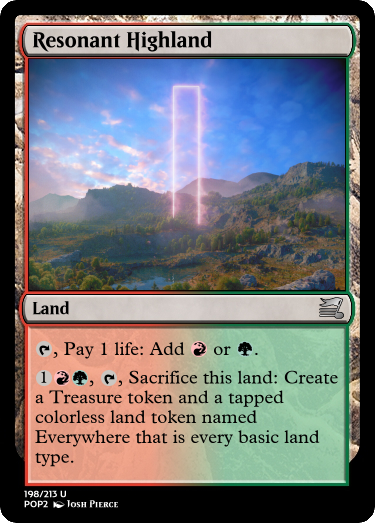 Resonant Highland
Land
, Pay 1 life: Add or .
1 , , Sacrifice this land: Create
a Treasure token and a tapped
colorless land token named
Everywhere that is every basic land
type.
198/213 U
POP2 Josh Pierce